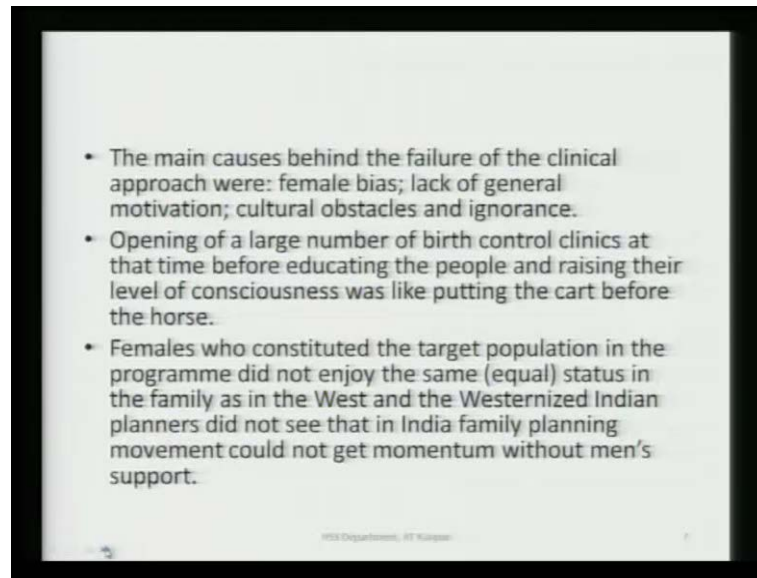 • The main causes behind the failure of the clinical
approach were: female bias; lack of general
motivation; cultural obstacles and ignorance.
• Opening of a large number of birth control clinics at
that time before educating the people and raising their
level of consciousness was like putting the cart before
the horse.
• Females who constituted the target population in the
programme did not enjoy the same (equal) status in
the family as in the West and the Westernized Indian
planners did not see that in India family planning
movement could not get momentum without men's
support.
HSS Department, IIT Kanpur